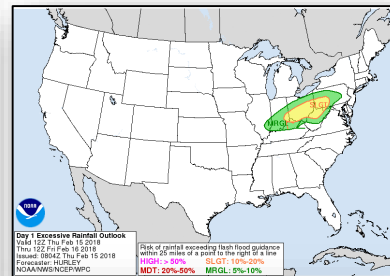 SLGT
MRGL
NOAA
Day 1 Excessive Rainfall Outlook
Valid 12Z Thu Feb 15 2018
Thru 12Z Fri Feb 16 2018
Issued: 0804Z Thu Feb 15 2018
Forecaster: HURLEY
NOAA/NWS/NCEP/WPC
Risk of rainfall exceeding flash flood guidance
within 25 miles of a point to the right of a line
HIGH: > 50% SLGT: 10%-20%
MDT: 20%-50% MRGL: 5%-10%